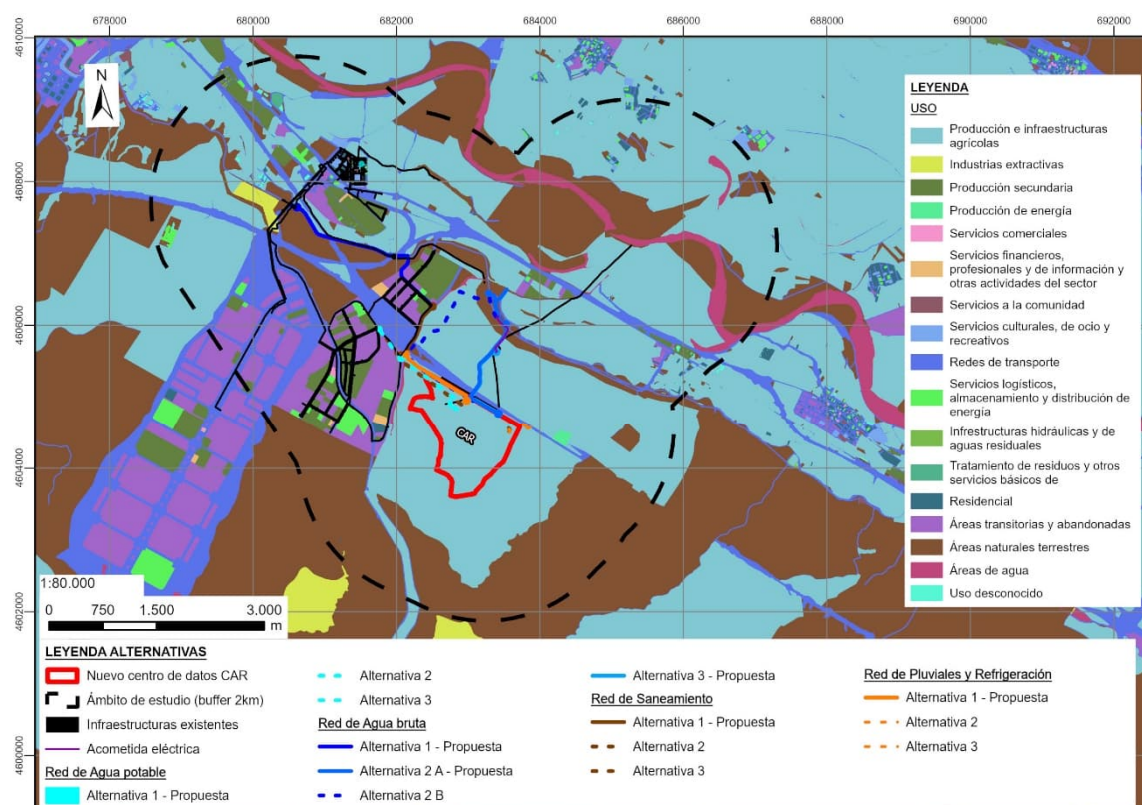 678000 680000 682000 684000 686000 688000 690000 692000
4610000
4608000
4606000
4604000
4602000
4600000
N
CAR
LEYENDA
USO
Producción e infraestructuras
agrícolas
Industrias extractivas
Producción secundaria
Producción de energía
Servicios comerciales
Servicios financieros,
profesionales y de información y
otras actividades del sector
Servicios a la comunidad
Servicios culturales, de ocio y
recreativos
Redes de transporte
Servicios logísticos,
almacenamiento y distribución de
energía
Infrestructuras hidráulicas y de
aguas residuales
Tratamiento de residuos y otros
servicios básicos de
Residencial
Áreas transitorias y abandonadas
Áreas naturales terrestres
Áreas de agua
Uso desconocido
1:80.000
0 750 1.500 3.000
m
LEYENDA ALTERNATIVAS
Nuevo centro de datos CAR
Ámbito de estudio (buffer 2km)
Infraestructuras existentes
Acometida eléctrica
Red de Agua potable
Alternativa 1 - Propuesta
Alternativa 2
Alternativa 3
Red de Agua bruta
Alternativa 1 - Propuesta
Alternativa 2 A - Propuesta
Alternativa 2 B
Alternativa 3 - Propuesta
Red de Saneamiento
Alternativa 1 - Propuesta
Alternativa 2
Alternativa 3
Red de Pluviales y Refrigeración
Alternativa 1 - Propuesta
Alternativa 2
Alternativa 3